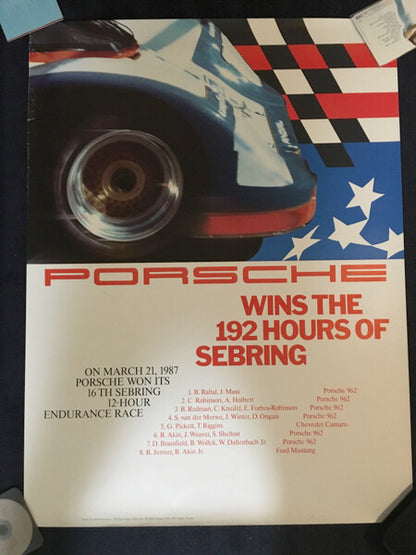 PORSCHE
WINS THE
192 HOURS OF
SEBRING
ON MARCH 21, 1987
PORSCHE WON ITS
16 TH SEBRING
12-HOUR
ENDURANCE RACE
1. B. Rahal, J. Mass Porsche 962
2. C. Robinson, A. Holbert Porsche 962
3. B. Redman, C. Kneifel, E. Forbes-Robinson Porsche 962
4. S. van der Merwe, J. Winter, D. Ongais Porsche 962
5. G. Pickett, T. Riggins Chevrolet Camaro
6. B. Akin, J. Weaver, S. Shelton Porsche 962
7. D. Brassfield, B. Wollek, W. Dallenbach Jr. Porsche 962
8. B. Jenner, B. Akin Jr. Ford Mustang